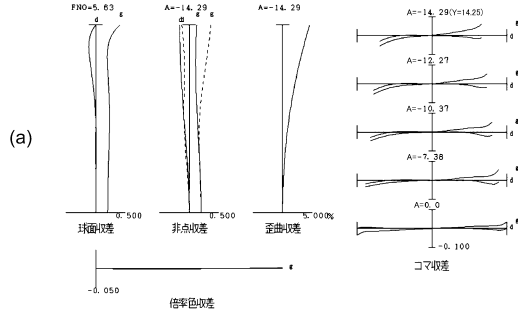 FNO=5.63
A=-14.29
A=-14.29
A=-14.29(Y=14.25)
d
g
d
d
g
g
g
d
A=-12.27
g
d
(a)
A=-10.37
g
d
A=-7.38
g
d
0.500
0.500
5.000%
A=0.0
g
d
球面収差
非点収差
歪曲収差
-0.100
コマ収差
g
-0.050
倍率色収差